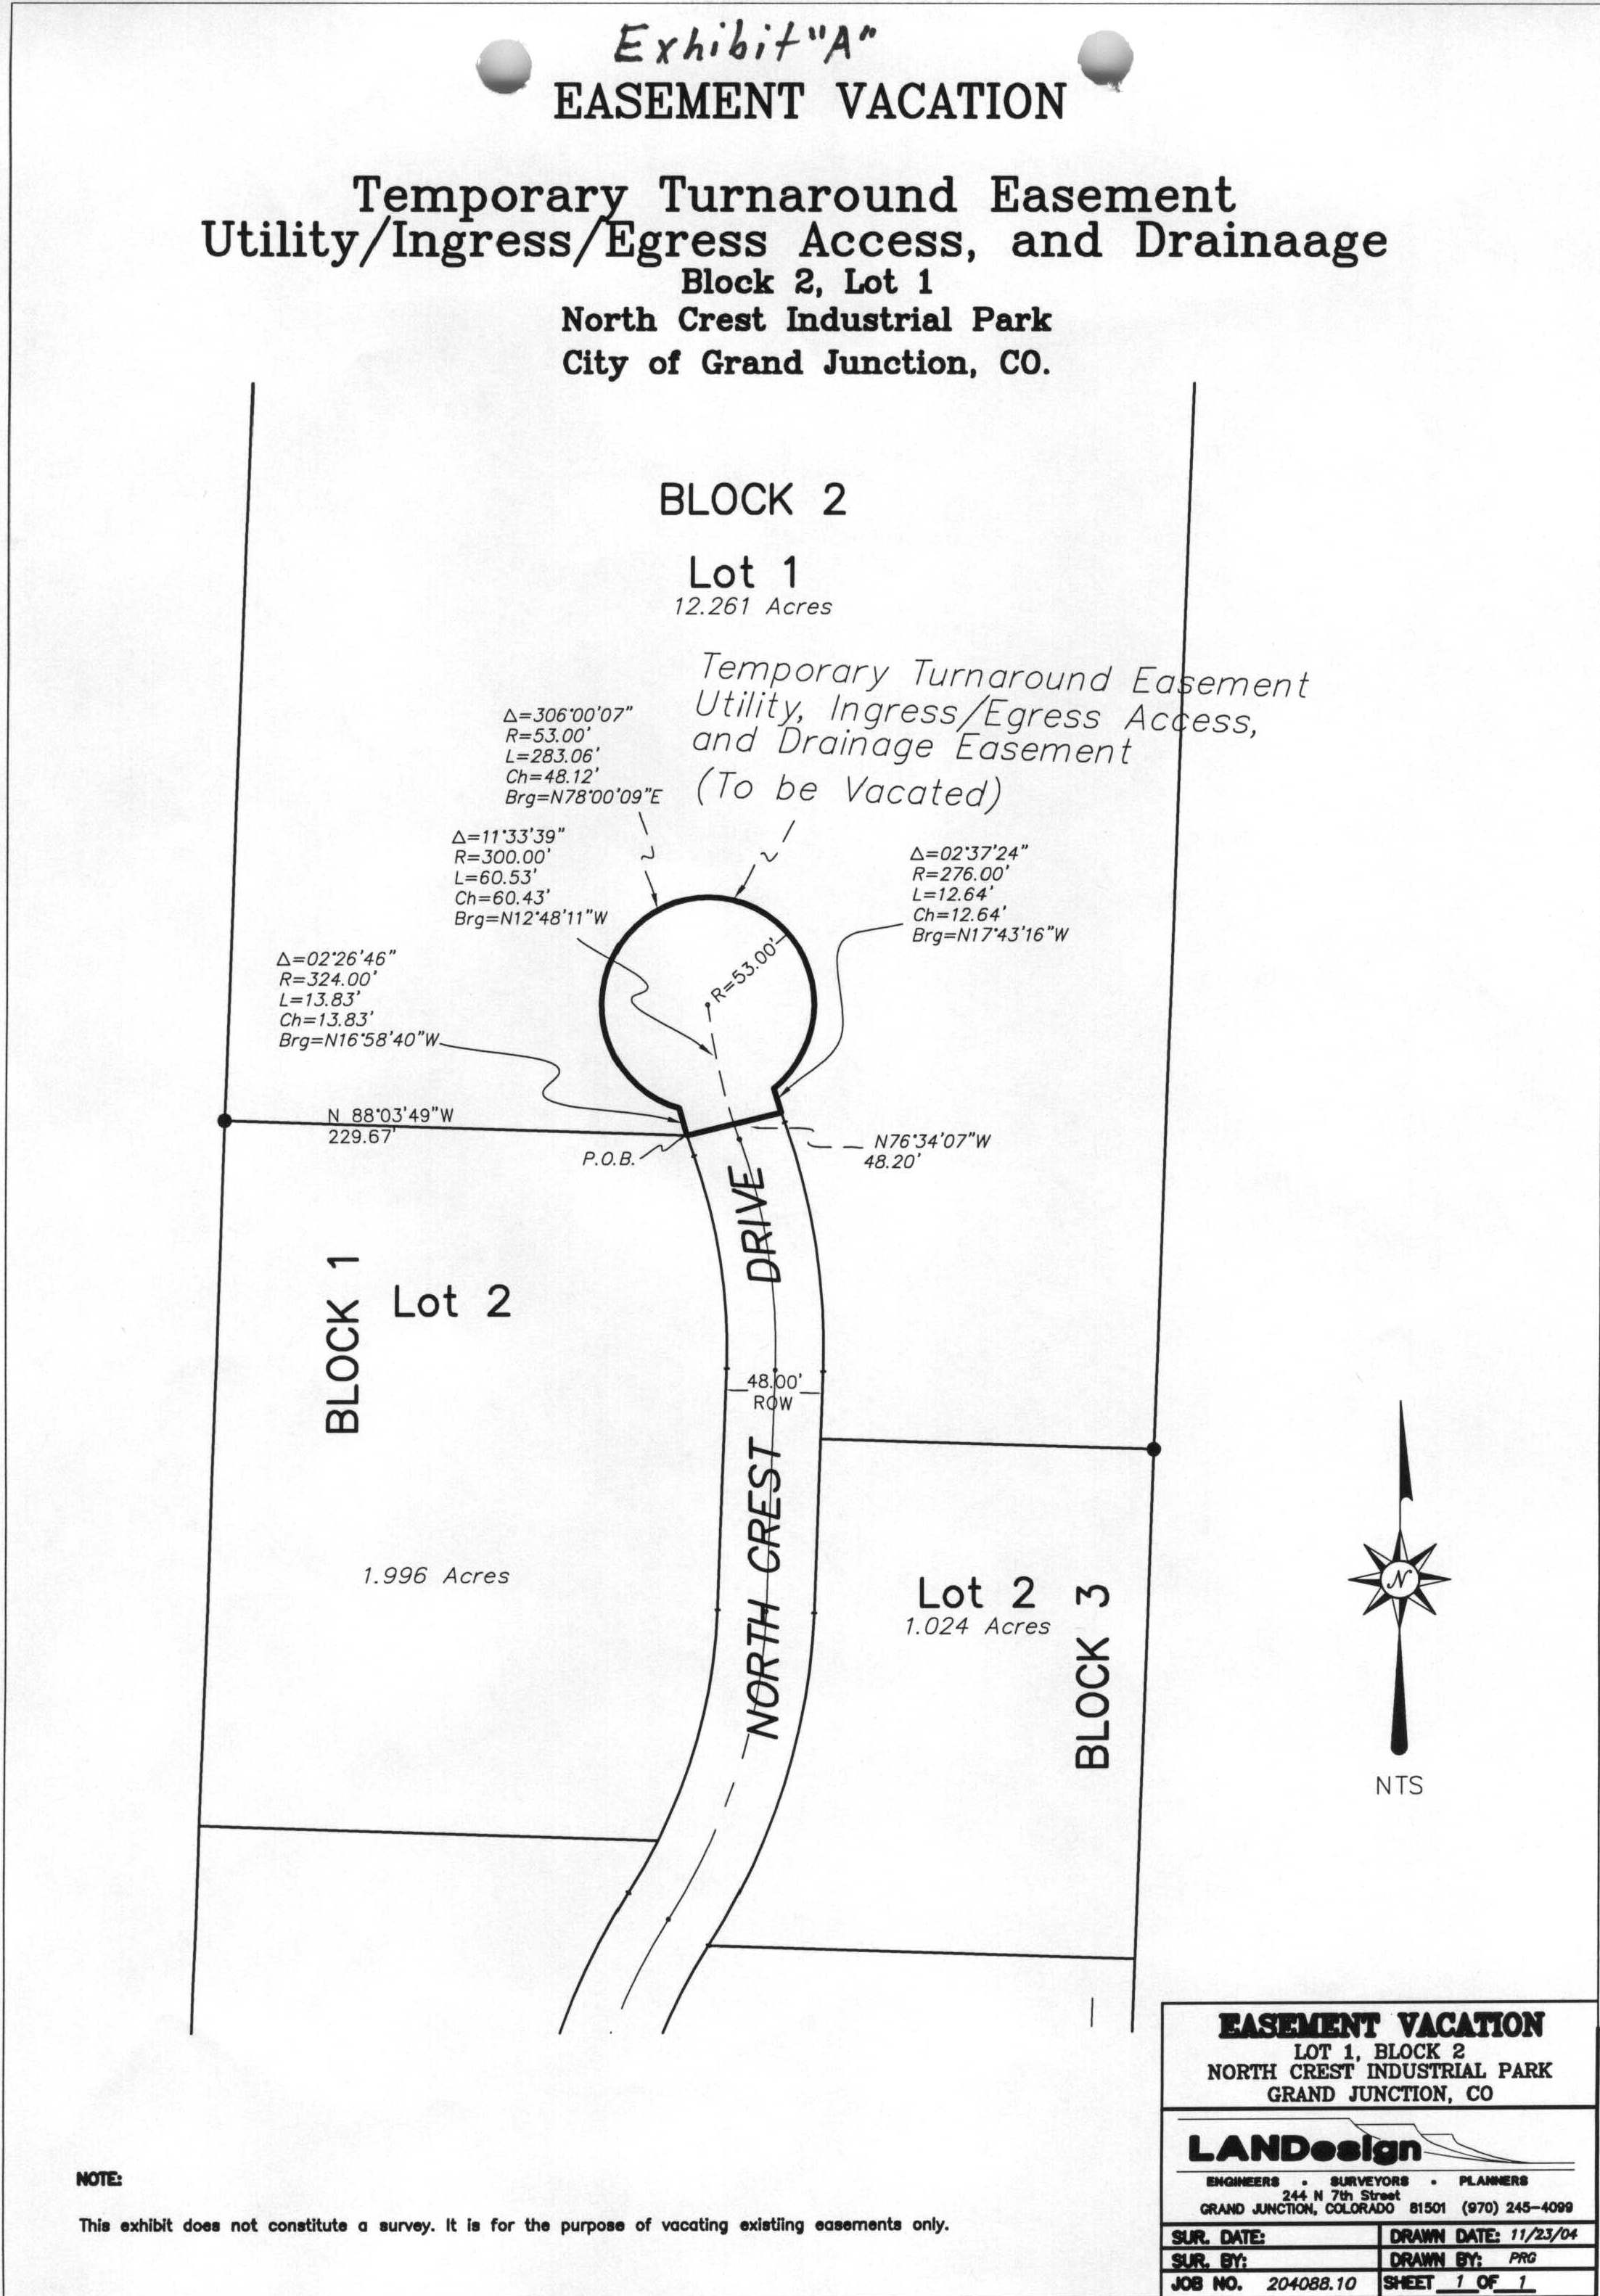 Exhibit "A"
EASEMENT VACATION
Temporary Turnaround Easement
Utility/Ingress/Egress Access, and Drainaage
Block 2, Lot 1
North Crest Industrial Park
City of Grand Junction, CO.
BLOCK 2
Lot 1
12.261 Acres
Temporary Turnaround Easement
Utility, Ingress/Egress Access,
and Drainage Easement
(To be Vacated)
Δ=306°00'07"
R=53.00'
L=283.06'
Ch=48.12'
Brg=N78°00'09"E
Δ=11°33'39"
R=300.00'
L=60.53'
Ch=60.43'
Brg=N12°48'11"W
Δ=02°37'24"
R=276.00'
L=12.64'
Ch=12.64'
Brg=N17°43'16"W
Δ=02°26'46"
R=324.00'
L=13.83'
Ch=13.83'
Brg=N16°58'40"W
R=53.00'
N 88°03'49"W
229.67'
P.O.B.
N76°34'07"W
48.20'
BLOCK 1
Lot 2
1.996 Acres
48.00'
ROW
NORTH CREST DRIVE
Lot 2
1.024 Acres
BLOCK 3
N
NTS
EASEMENT VACATION
LOT 1, BLOCK 2
NORTH CREST INDUSTRIAL PARK
GRAND JUNCTION, CO
LANDesign
ENGINEERS • SURVEYORS • PLANNERS
244 N 7th Street
GRAND JUNCTION, COLORADO 81501 (970) 245-4099
SUR. DATE: DRAWN DATE: 11/23/04
SUR. BY: DRAWN BY: PRG
JOB NO. 204088.10 SHEET 1 OF 1
NOTE:
This exhibit does not constitute a survey. It is for the purpose of vacating existiing easements only.